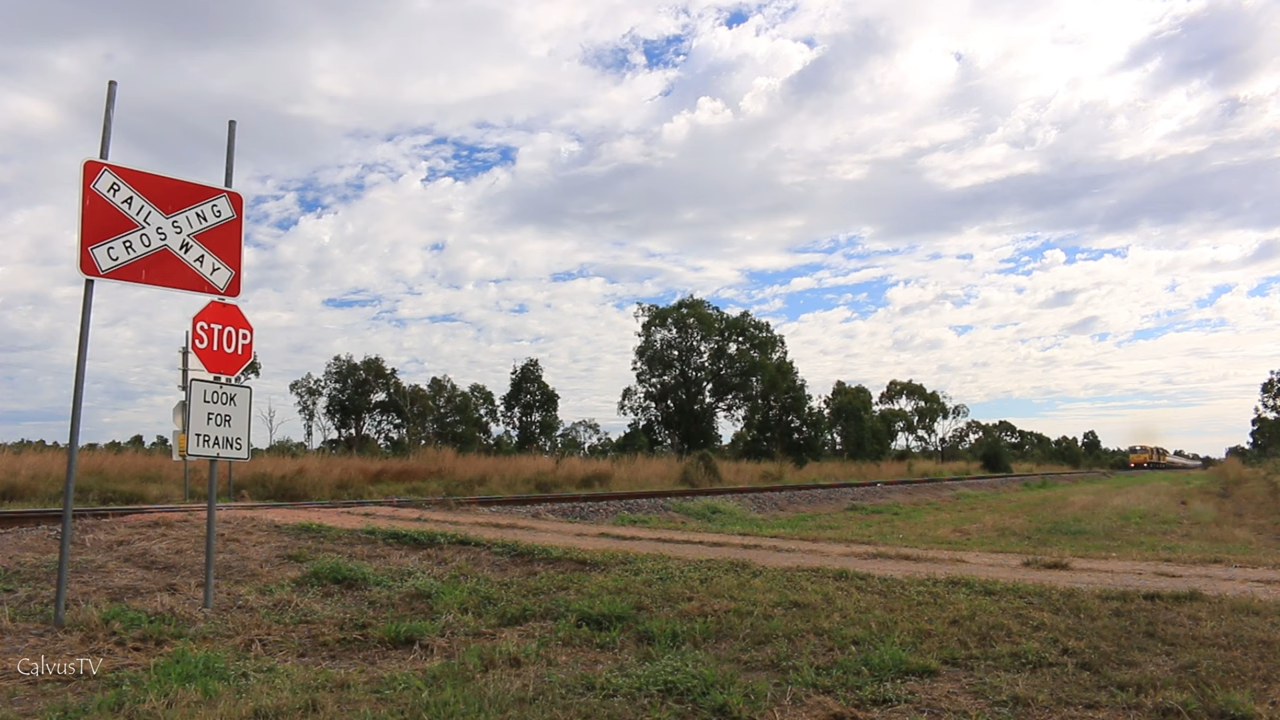 RAIL WAY
CROSSING
STOP
LOOK
FOR
TRAINS
CalvusTV